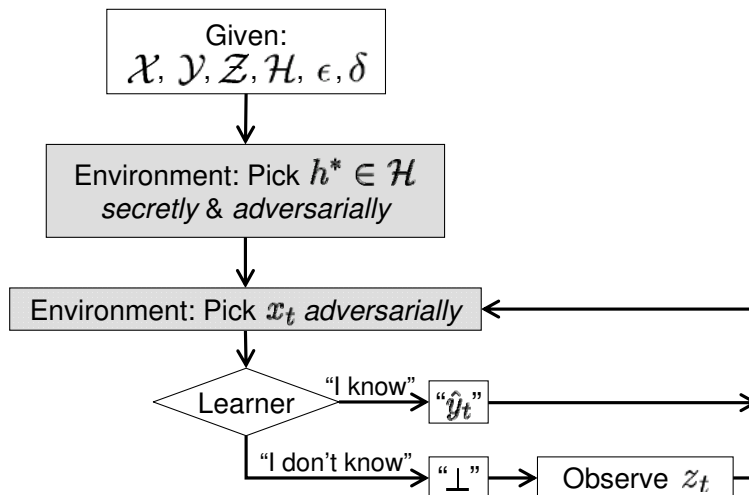 Given:
𝒳, 𝒴, 𝒵, ℋ, ϵ, δ
Environment: Pick h* ∈ ℋ
secretly & adversarially
Environment: Pick xₜ adversarially
Learner
“I know”
“ŷₜ”
“I don't know”
“⊥”
Observe zₜ